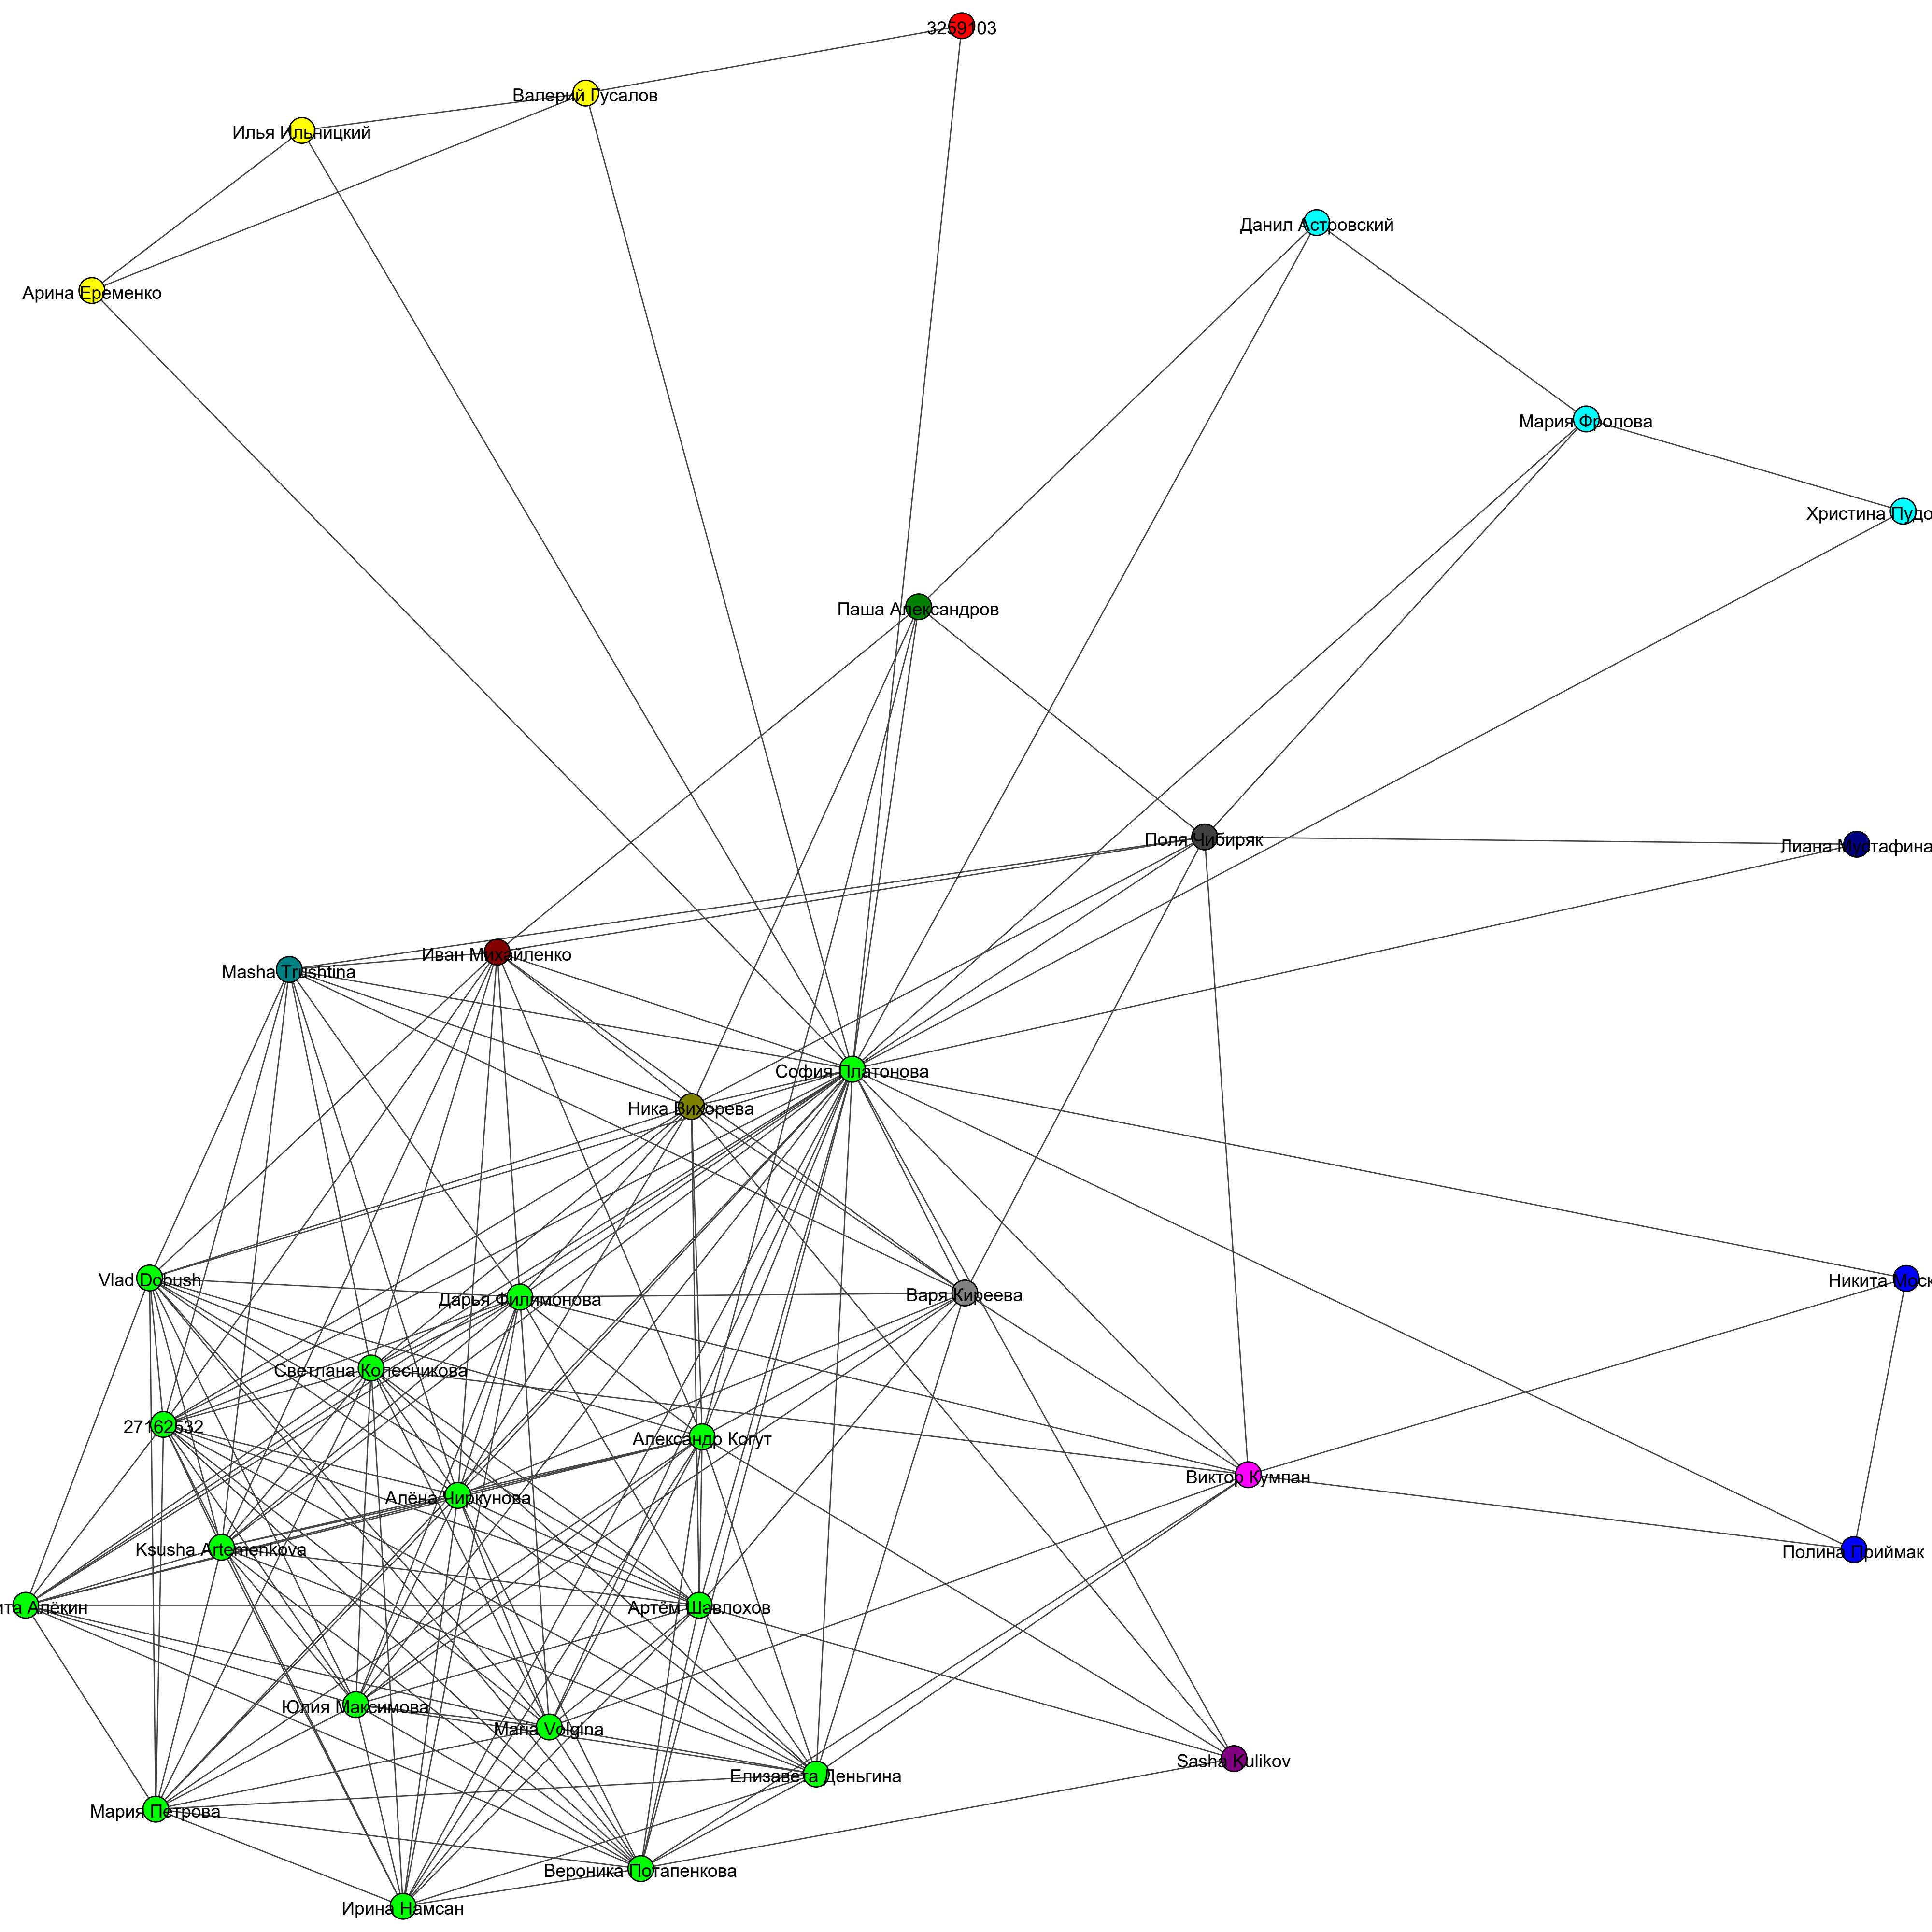 3259103
Валерий Гусалов
Илья Ильницкий
Данил Астровский
Арина Еременко
Мария Фролова
Христина Пудо
Паша Александров
Поля Чибиряк
Лиана Мустафина
Иван Михайленко
Masha Trushtina
София Платонова
Ника Вихорева
Vlad Dobush
Никита Моск
Варя Киреева
Дарья Филимонова
Светлана Колесникова
27162532
Александр Когут
Виктор Кумпан
Алёна Чиркунова
Ksusha Artemenkova
Полина Приймак
ита Алёкин
Артём Шавлохов
Юлия Максимова
Maria Volgina
Sasha Kulikov
Елизавета Деньгина
Мария Петрова
Вероника Потапенкова
Ирина Намсан